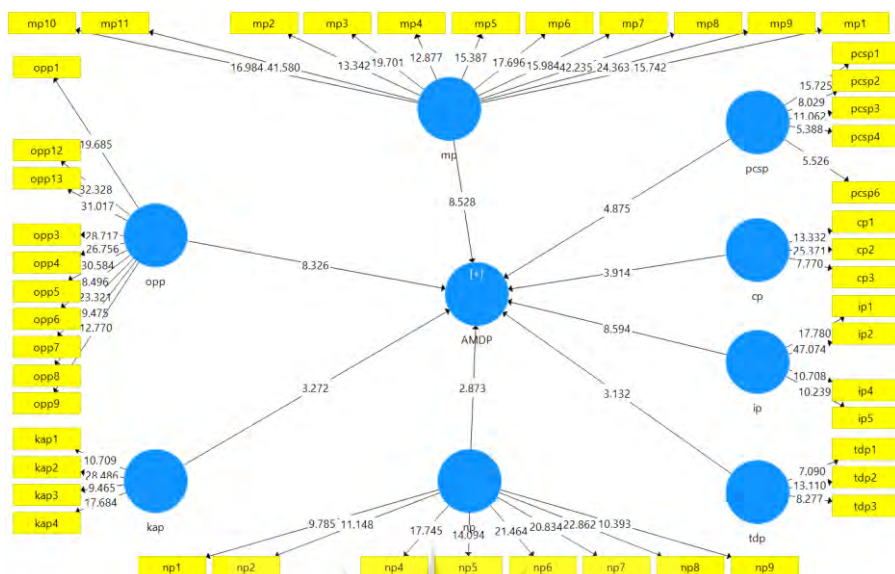 mp10 mp11 mp2 mp3 mp4 mp5 mp6 mp7 mp8 mp9 mp1
16.984 41.580 13.342 19.701 12.877 15.387 17.696 15.984 42.235 24.363 15.742
mp
opp1
opp12
opp13
opp3
opp4
opp5
opp6
opp7
opp8
opp9
19.685
32.328
31.017
28.717
26.756
30.584
8.496
23.321
9.475
12.770
opp
8.326
8.528
pcsp1
pcsp2
pcsp3
pcsp4
pcsp6
15.725
8.029
11.062
5.388
5.526
pcsp
4.875
cp1
cp2
cp3
13.332
25.371
7.770
cp
3.914
[+]
AMDP
ip1
ip2
ip4
ip5
17.780
47.074
10.708
10.239
ip
8.594
kap1
kap2
kap3
kap4
10.709
28.486
9.465
17.684
kap
3.272
2.873
3.132
tdp1
tdp2
tdp3
7.090
13.110
8.277
tdp
np
9.785 11.148 17.745 14.094 21.464 20.834 22.862 10.393
np1 np2 np4 np5 np6 np7 np8 np9